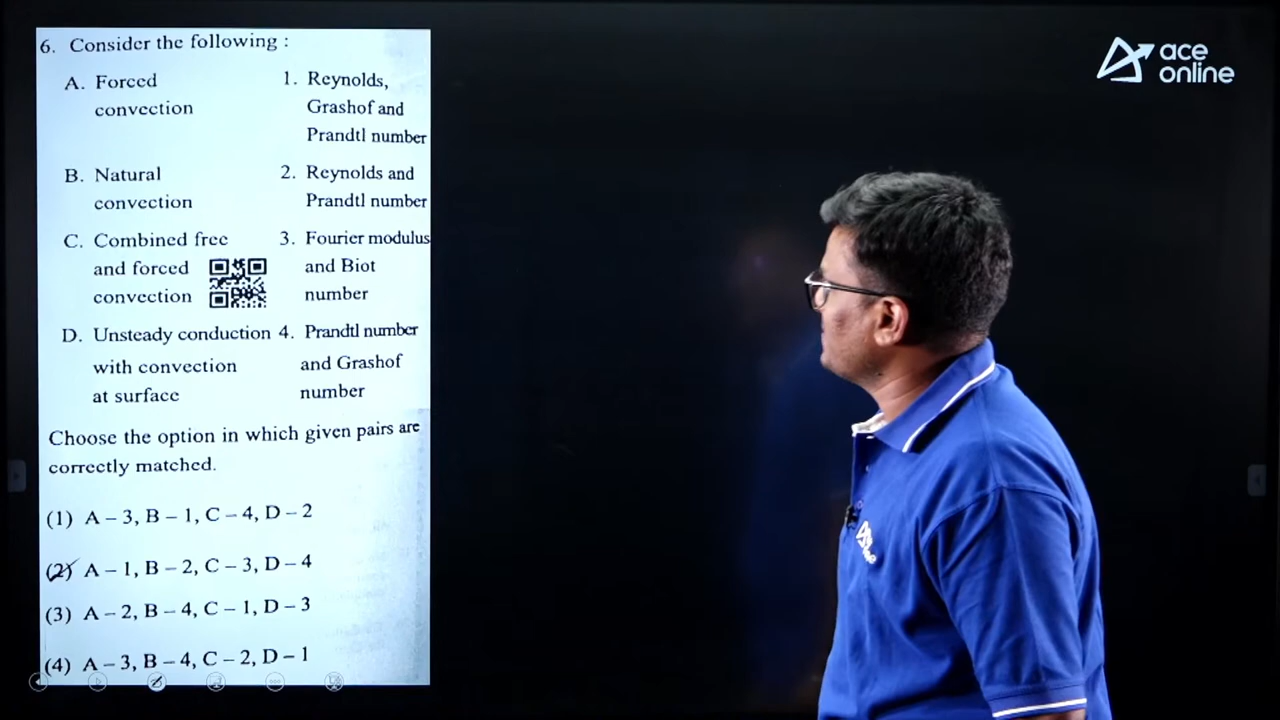 6. Consider the following :
A. Forced 1. Reynolds,
convection Grashof and
Prandtl number
B. Natural 2. Reynolds and
convection Prandtl number
C. Combined free 3. Fourier modulus
and forced and Biot
convection number
D. Unsteady conduction 4. Prandtl number
with convection and Grashof
at surface number
Choose the option in which given pairs are
correctly matched.
(1) A – 3, B – 1, C – 4, D – 2
(2) A – 1, B – 2, C – 3, D – 4
(3) A – 2, B – 4, C – 1, D – 3
(4) A – 3, B – 4, C – 2, D – 1
ace
online